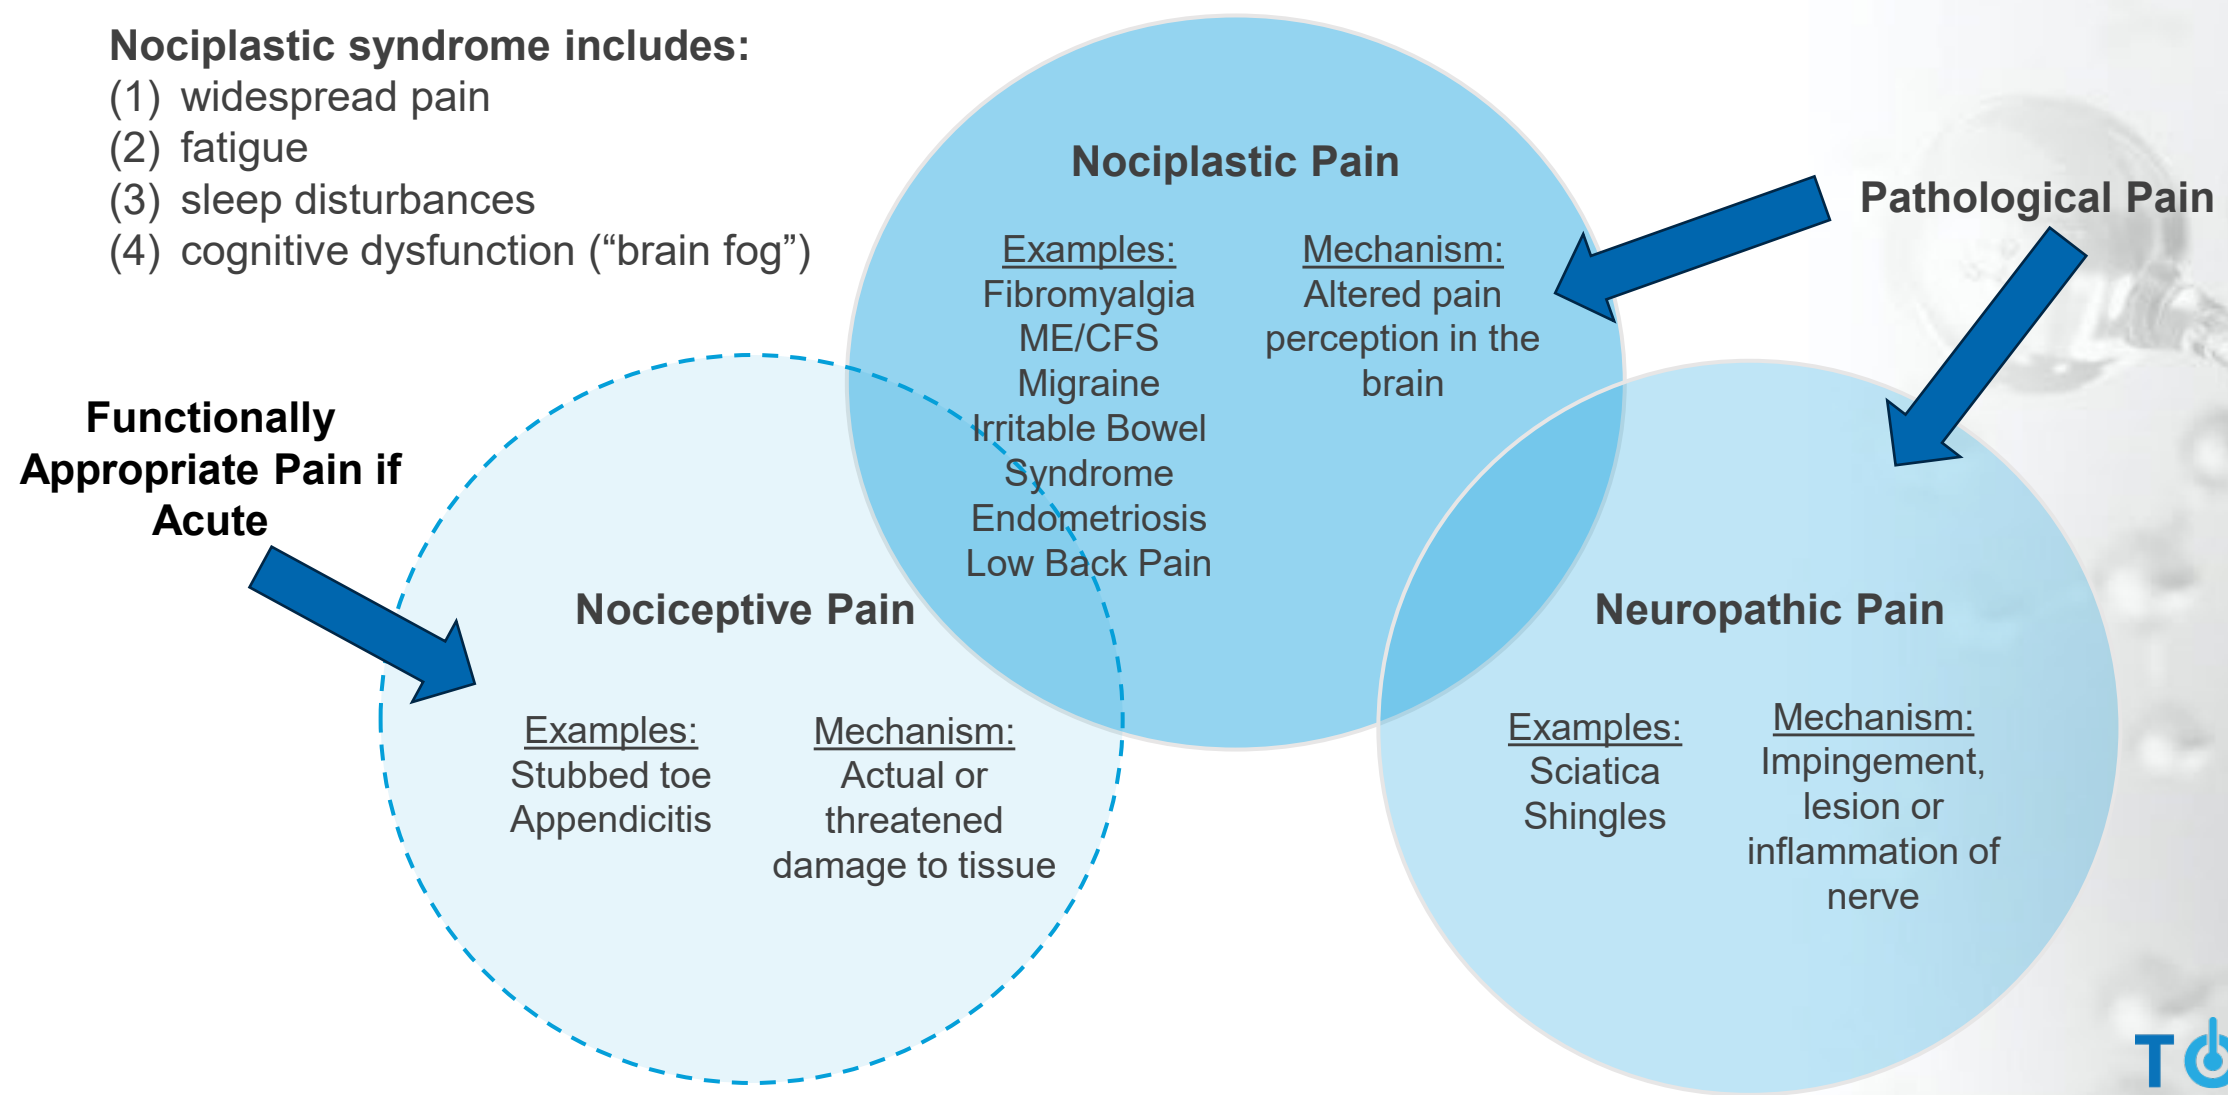 Nociplastic syndrome includes:
(1) widespread pain
(2) fatigue
(3) sleep disturbances
(4) cognitive dysfunction (“brain fog”)
Nociplastic Pain
Examples:
Fibromyalgia
ME/CFS
Migraine
Irritable Bowel
Syndrome
Endometriosis
Low Back Pain
Mechanism:
Altered pain
perception in the
brain
Pathological Pain
Functionally
Appropriate Pain if
Acute
Nociceptive Pain
Examples:
Stubbed toe
Appendicitis
Mechanism:
Actual or
threatened
damage to tissue
Neuropathic Pain
Examples:
Sciatica
Shingles
Mechanism:
Impingement,
lesion or
inflammation of
nerve